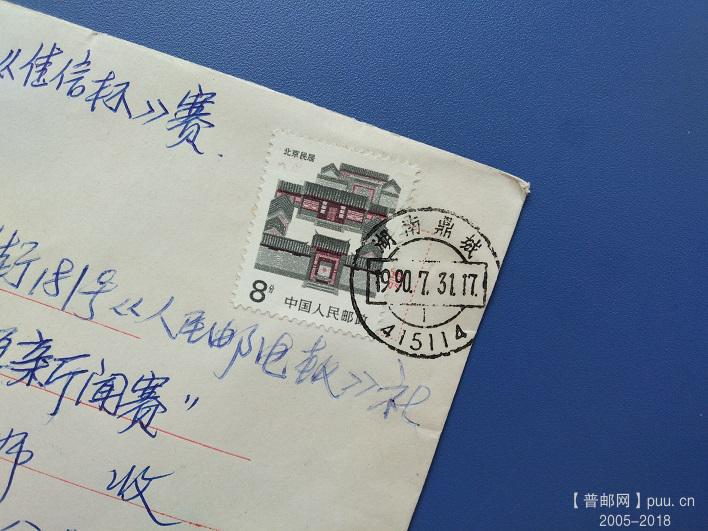 《佳信杯》赛.
北京民居
8分
中国人民邮政
湖南鼎城
1990.7.31.17.
1
415114
街181号《人民邮电报》社
新闻赛”
收
【普邮网】puu.cn
2005-2018